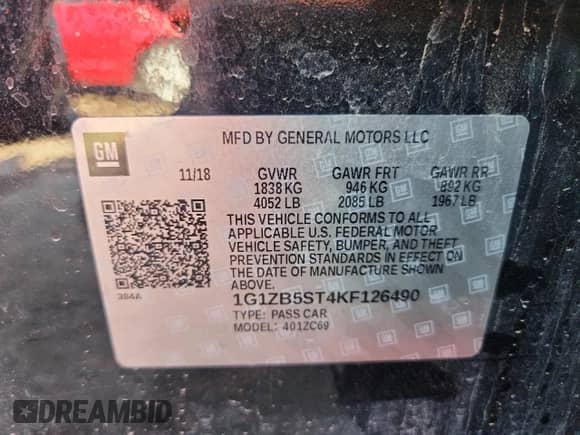 GM
MFD BY GENERAL MOTORS LLC
11/18 GVWR GAWR FRT GAWR RR
1838 KG 946 KG 892 KG
4052 LB 2085 LB 1967 LB
THIS VEHICLE CONFORMS TO ALL
APPLICABLE U.S. FEDERAL MOTOR
VEHICLE SAFETY, BUMPER, AND THEFT
PREVENTION STANDARDS IN EFFECT ON
THE DATE OF MANUFACTURE SHOWN
ABOVE.
384A
1G1ZB5ST4KF126490
TYPE: PASS CAR
MODEL: 401ZC69
DREAMBID